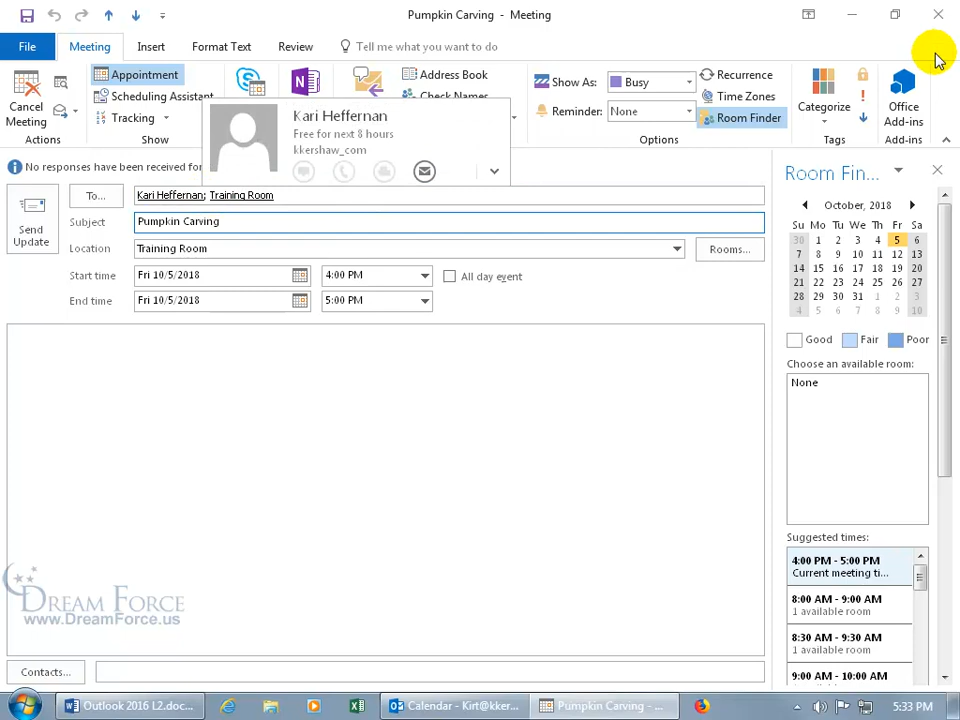 Pumpkin Carving - Meeting
File Meeting Insert Format Text Review Tell me what you want to do
Cancel Meeting
Actions
Appointment
Scheduling Assistant
Tracking
Show
Address Book
Check Names
Show As: Busy
Reminder: None
Recurrence
Time Zones
Room Finder
Options
Categorize
Tags
Office Add-ins
Add-ins
Kari Heffernan
Free for next 8 hours
kkershaw_com
No responses have been received for
Send Update
To... Kari Heffernan; Training Room
Subject Pumpkin Carving
Location Training Room Rooms...
Start time Fri 10/5/2018 4:00 PM All day event
End time Fri 10/5/2018 5:00 PM
Room Fin...
October, 2018
Su Mo Tu We Th Fr Sa
30 1 2 3 4 5 6
7 8 9 10 11 12 13
14 15 16 17 18 19 20
21 22 23 24 25 26 27
28 29 30 31 1 2 3
4 5 6 7 8 9 10
Good Fair Poor
Choose an available room:
None
Suggested times:
4:00 PM - 5:00 PM
Current meeting ti...
8:00 AM - 9:00 AM
1 available room
8:30 AM - 9:30 AM
1 available room
9:00 AM - 10:00 AM
Dream Force
www.DreamForce.us
Contacts...
Outlook 2016 L2.doc... Calendar - Kirt@kker... Pumpkin Carving - ... 5:33 PM